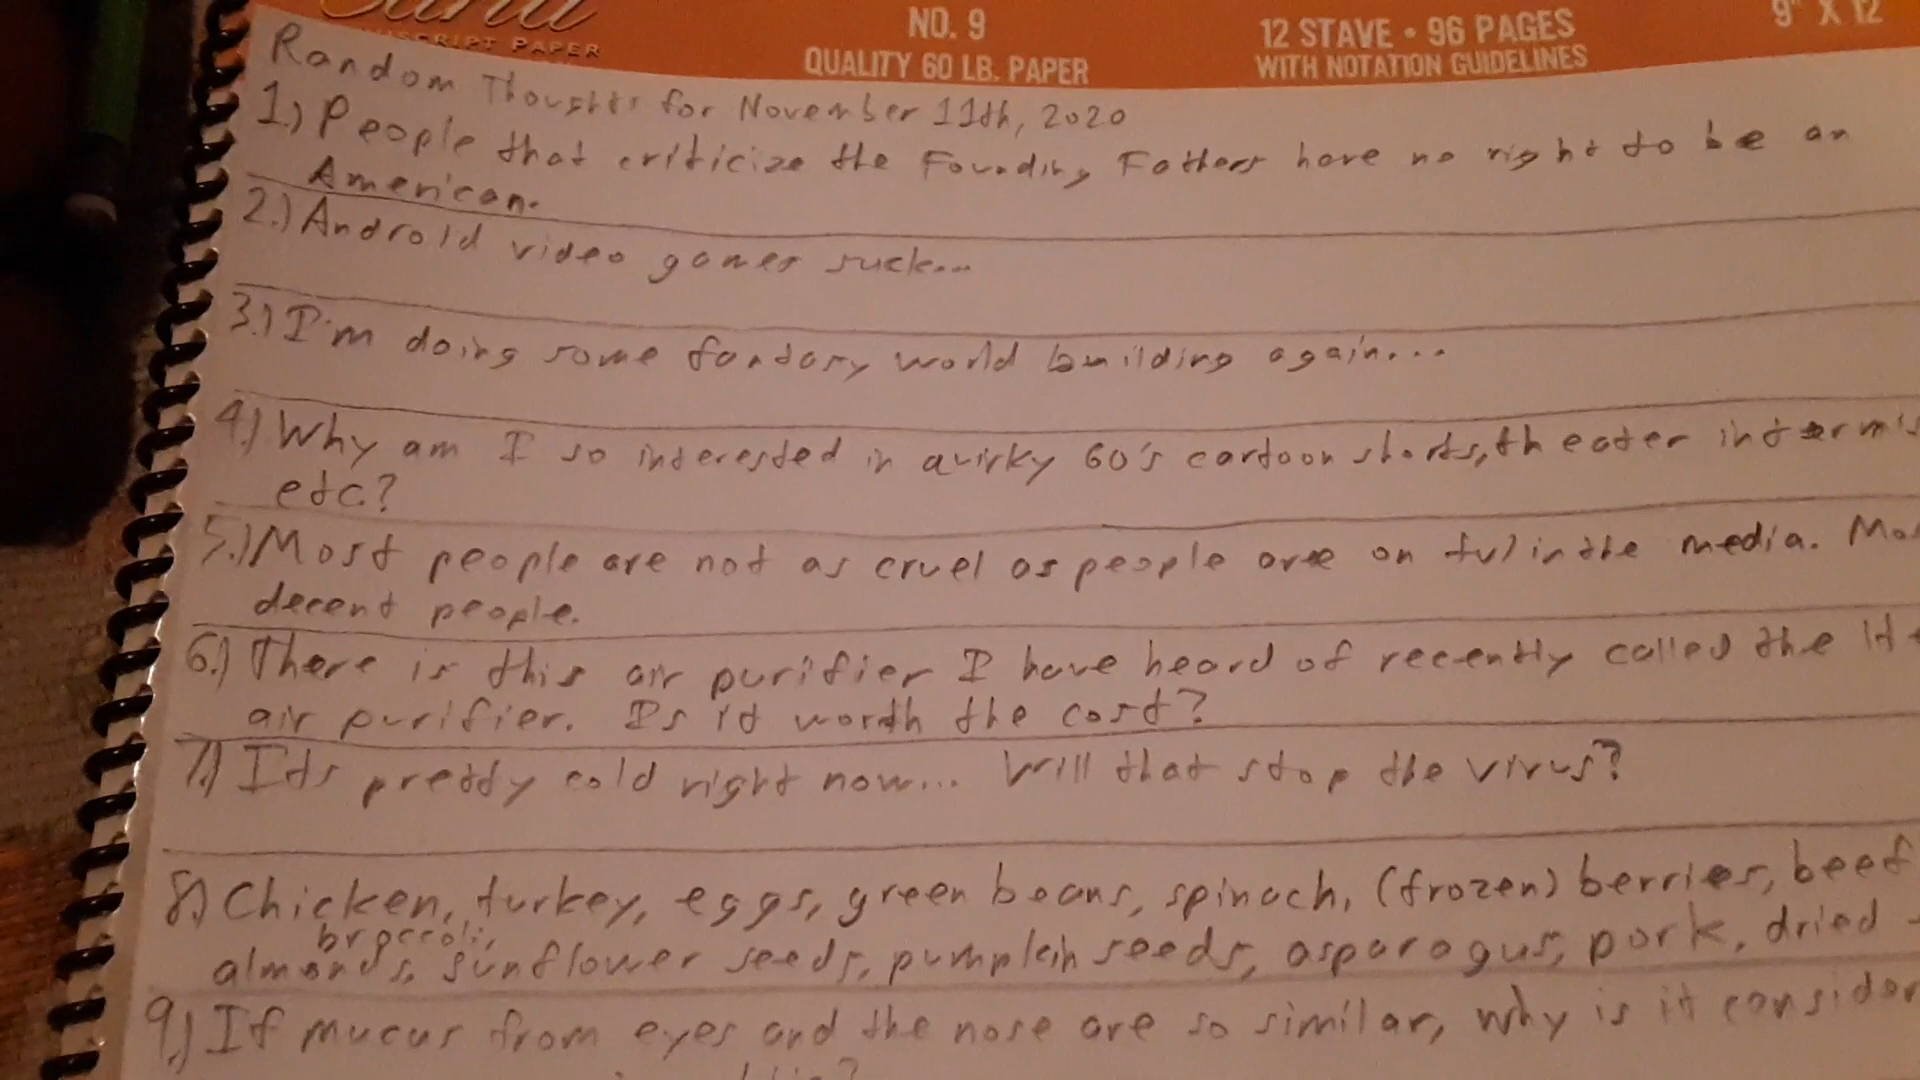 NO. 9
QUALITY 60 LB. PAPER
12 STAVE • 96 PAGES
WITH NOTATION GUIDELINES
9" X 12
PAPER
Random Thoughts for November 11th, 2020
1.) People that criticize the Founding Fathers have no right to be an
American.
2.) Android video games suck...
3.) I'm doing some fantasy world building again...
4.) Why am I so interested in quirky 60's cartoon shorts, theater
etc.?
5.) Most people are not as cruel as people are on tv/in the media.
decent people.
6.) There is this air purifier I have heard of recently called the
air purifier. Is it worth the cost?
7.) Its pretty cold right now... Will that stop the virus?
8.) Chicken, turkey, eggs, green beans, spinach, (frozen) berries, beef
broccoli,
almonds, sunflower seeds, pumpkin seeds, asparagus, pork, dried
9.) If mucus from eyes and the nose are so similar, why is it